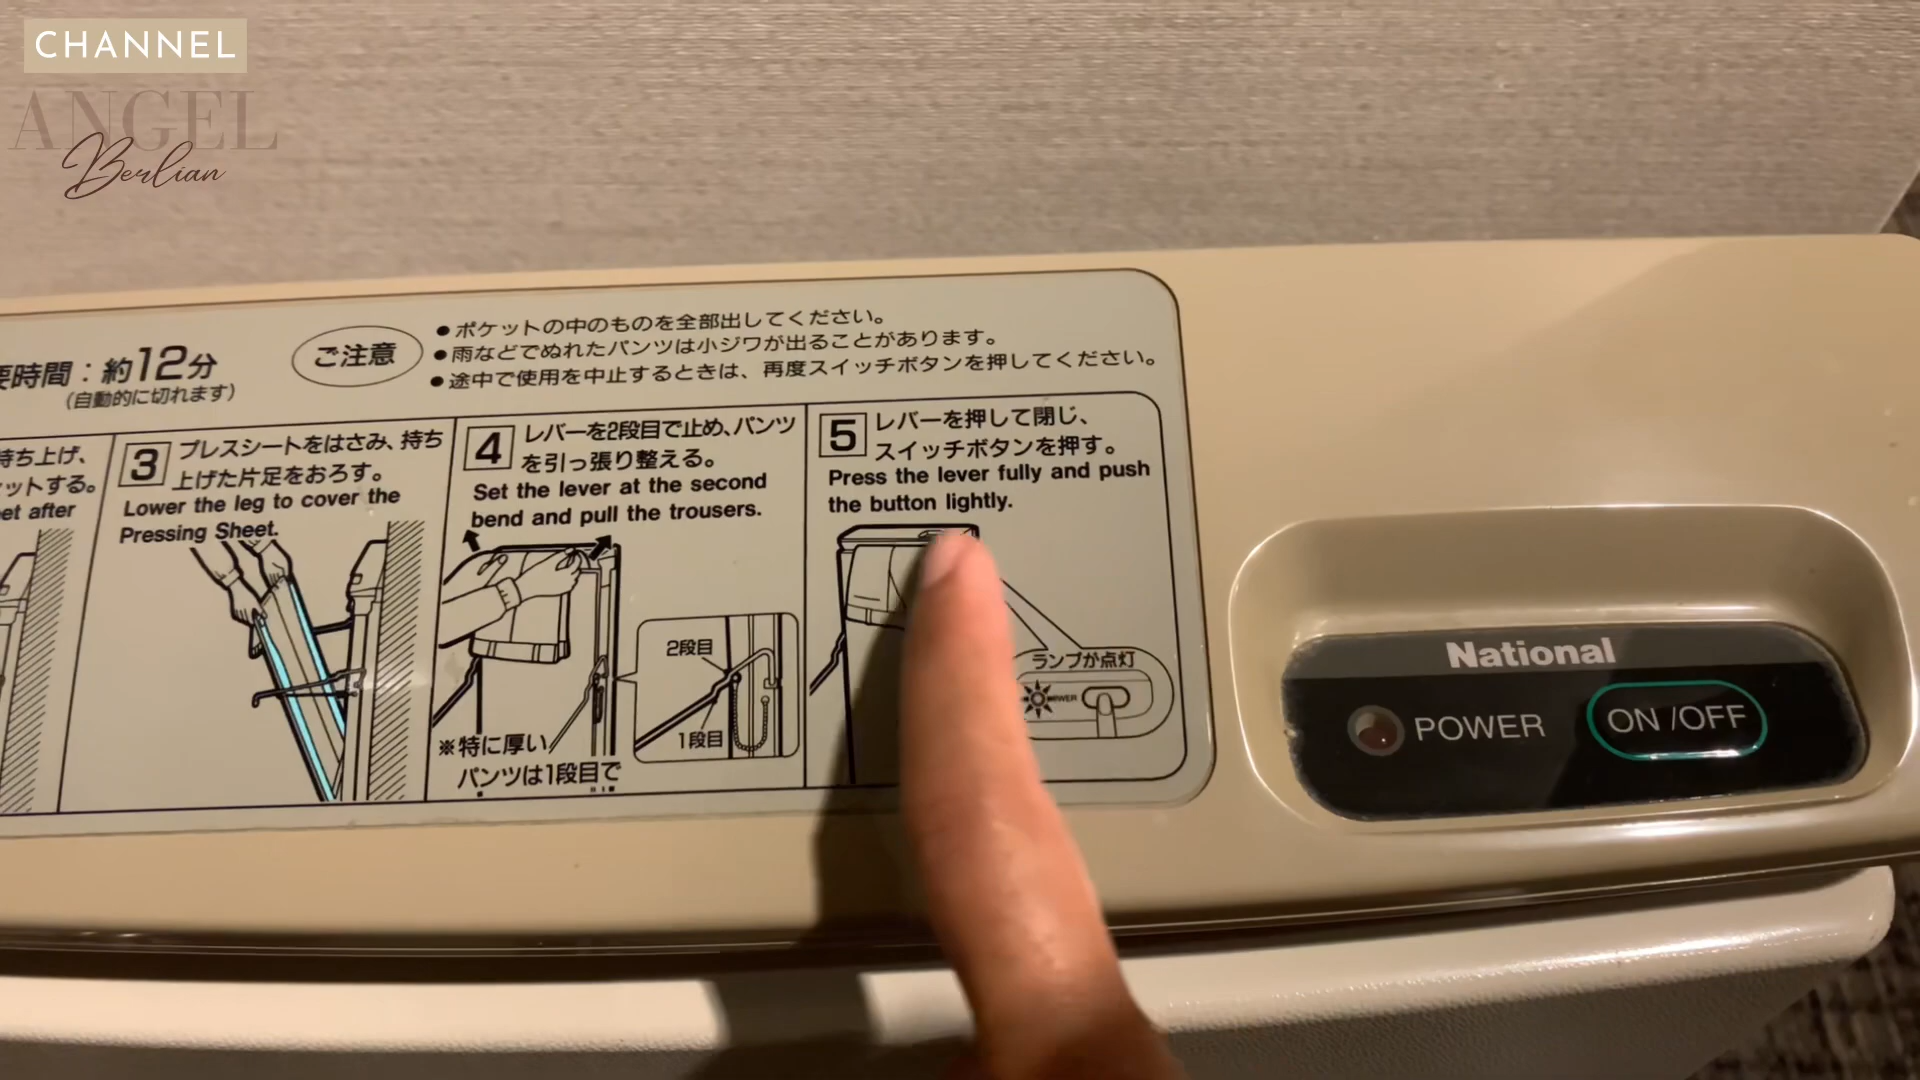 CHANNEL
ANGEL
Berlian
要時間:約12分
(自動的に切れます)
ご注意
●ポケットの中のものを全部出してください。
●雨などでぬれたパンツは小ジワが出ることがあります。
●途中で使用を中止するときは、再度スイッチボタンを押してください。
持ち上げ、
ットする。
et after
3 プレスシートをはさみ、持ち
上げた片足をおろす。
Lower the leg to cover the
Pressing Sheet.
4 レバーを2段目で止め、パンツ
を引っ張り整える。
Set the lever at the second
bend and pull the trousers.
2段目
1段目
※特に厚い
パンツは1段目で
5 レバーを押して閉じ、
スイッチボタンを押す。
Press the lever fully and push
the button lightly.
ランプが点灯
POWER
National
POWER
ON/OFF